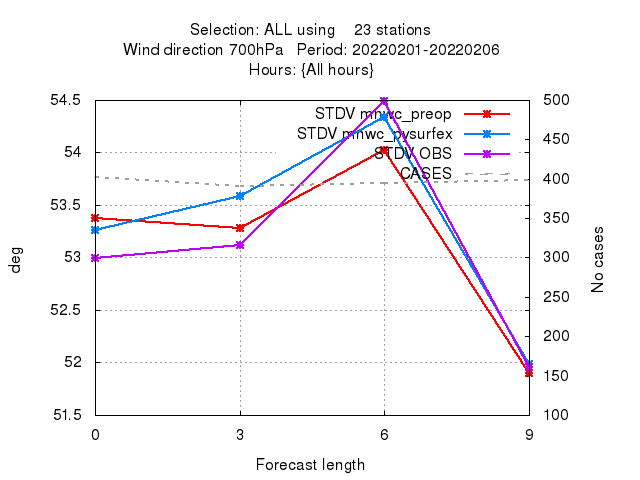 Selection: ALL using    23 stations
Wind direction 700hPa   Period: 20220201-20220206
Hours: {All hours}
54.5
54
53.5
53
52.5
52
51.5
deg
500
450
400
350
300
250
200
150
100
No cases
STDV mnwc_preop
STDV mnwc_pysurfex
STDV OBS
CASES
0 3 6 9
Forecast length